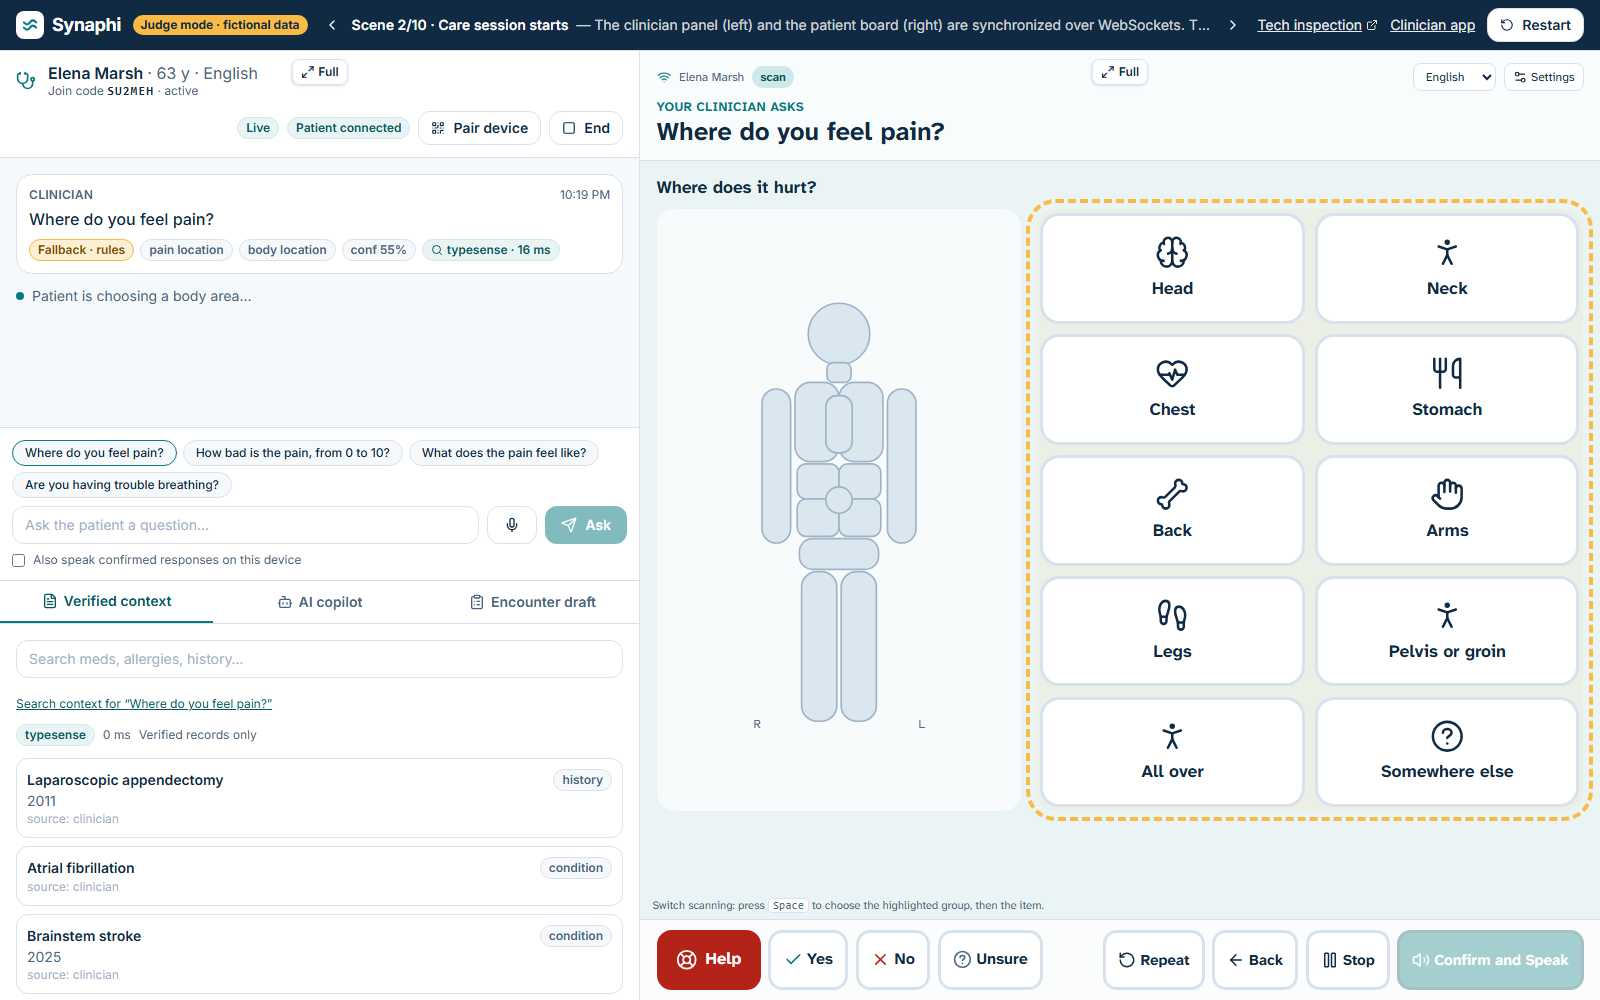 Synaphi
Judge mode · fictional data
Scene 2/10 · Care session starts — The clinician panel (left) and the patient board (right) are synchronized over WebSockets. T...
Tech inspection
Clinician app
Restart
Elena Marsh · 63 y · English
Join code SU2MEH · active
Full
Live
Patient connected
Pair device
End
CLINICIAN
10:19 PM
Where do you feel pain?
Fallback · rules
pain location
body location
conf 55%
typesense · 16 ms
Patient is choosing a body area...
Where do you feel pain?
How bad is the pain, from 0 to 10?
What does the pain feel like?
Are you having trouble breathing?
Ask the patient a question...
Ask
Also speak confirmed responses on this device
Verified context
AI copilot
Encounter draft
Search meds, allergies, history...
Search context for “Where do you feel pain?”
typesense
0 ms
Verified records only
Laparoscopic appendectomy
history
2011
source: clinician
Atrial fibrillation
condition
source: clinician
Brainstem stroke
condition
2025
source: clinician
Elena Marsh
scan
Full
English
Settings
YOUR CLINICIAN ASKS
Where do you feel pain?
Where does it hurt?
R
L
Head
Neck
Chest
Stomach
Back
Arms
Legs
Pelvis or groin
All over
Somewhere else
Switch scanning: press Space to choose the highlighted group, then the item.
Help
Yes
No
Unsure
Repeat
Back
Stop
Confirm and Speak